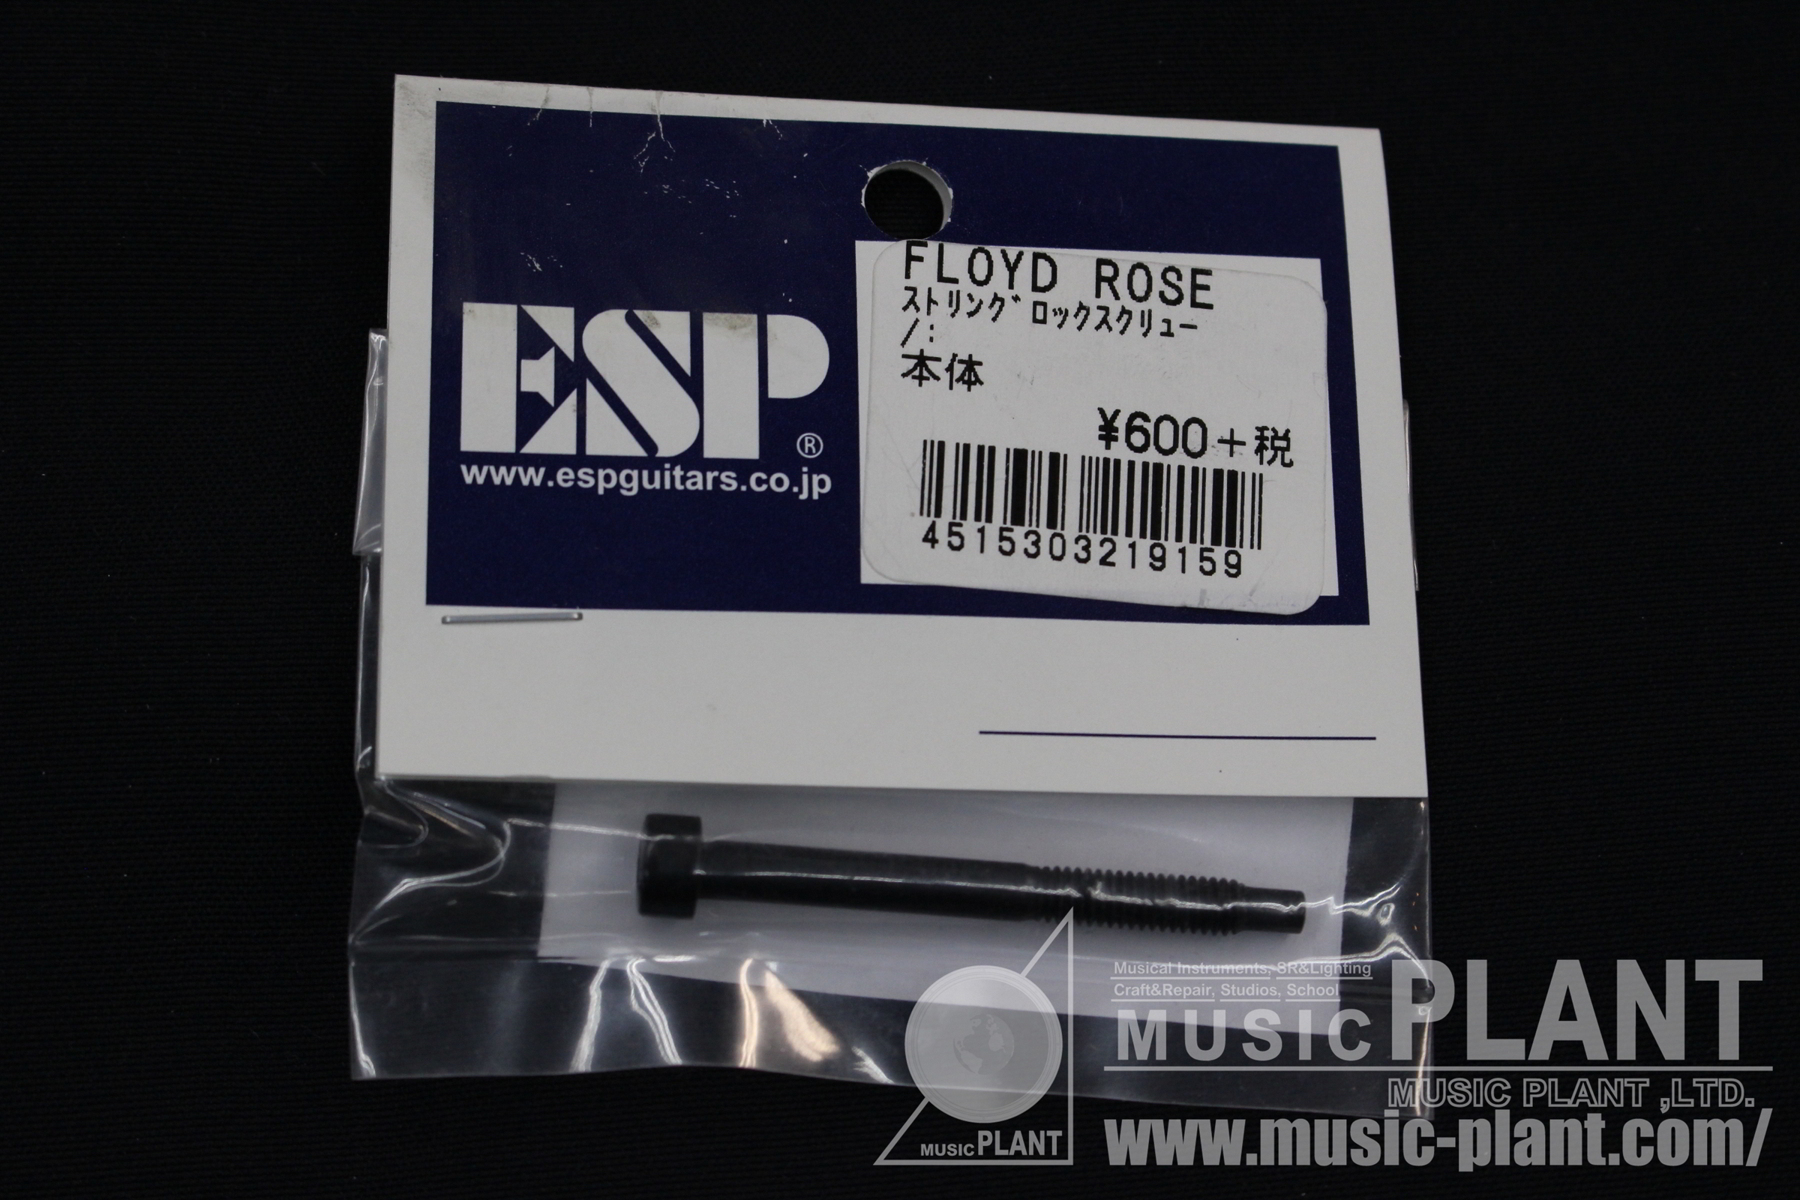 ESP®
www.espguitars.co.jp
FLOYD ROSE
ｽﾄﾘﾝｸﾞﾛｯｸｽｸﾘｭｰ
/:
本体
¥600+税
4515303219159
Musical Instruments, SR&Lighting
Craft&Repair, Studios, School
MUSIC PLANT
MUSIC PLANT ,LTD.
MUSIC PLANT
www.music-plant.com/